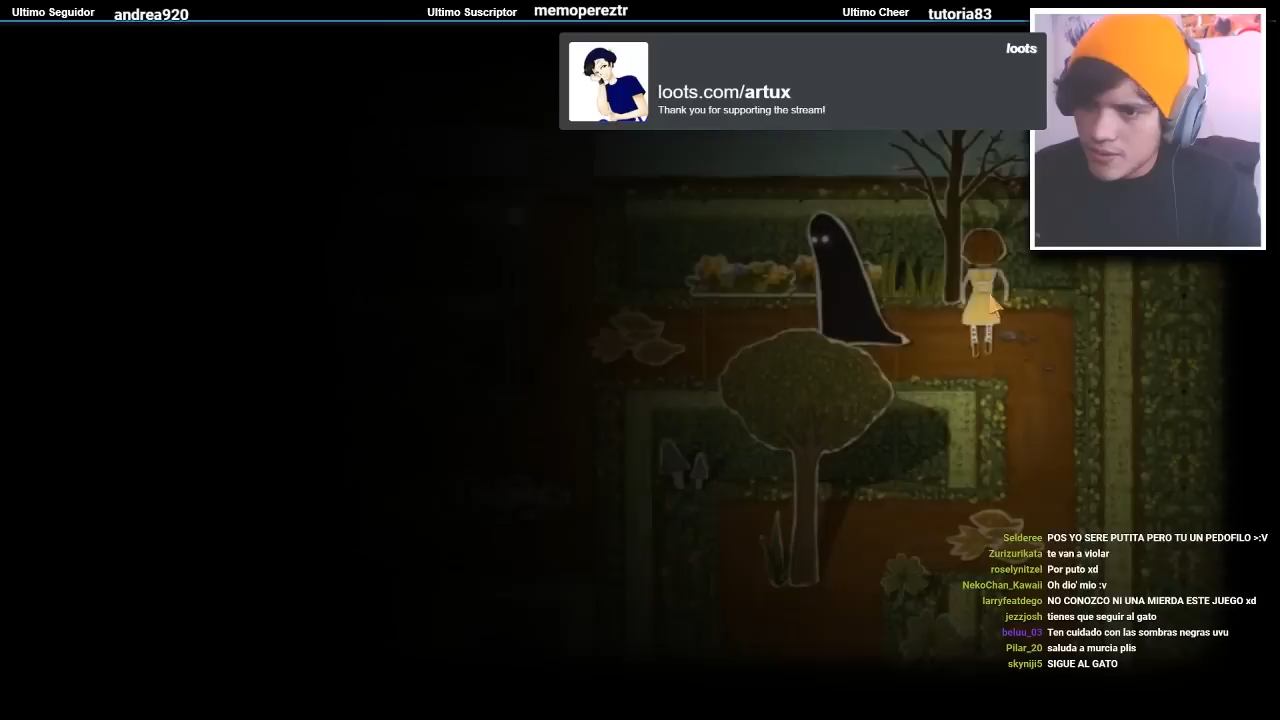 Ultimo Seguidor andrea920 Ultimo Suscriptor memopereztr Ultimo Cheer tutoria83
loots
loots.com/artux
Thank you for supporting the stream!
Selderee POS YO SERE PUTITA PERO TU UN PEDOFILO >:V
Zurizurikata te van a violar
roselynitzel Por puto xd
NekoChan_Kawaii Oh dio' mio :v
larryfeatdego NO CONOZCO NI UNA MIERDA ESTE JUEGO xd
jezzjosh tienes que seguir al gato
beluu_03 Ten cuidado con las sombras negras uvu
Pilar_20 saluda a murcia plis
skyniji5 SIGUE AL GATO